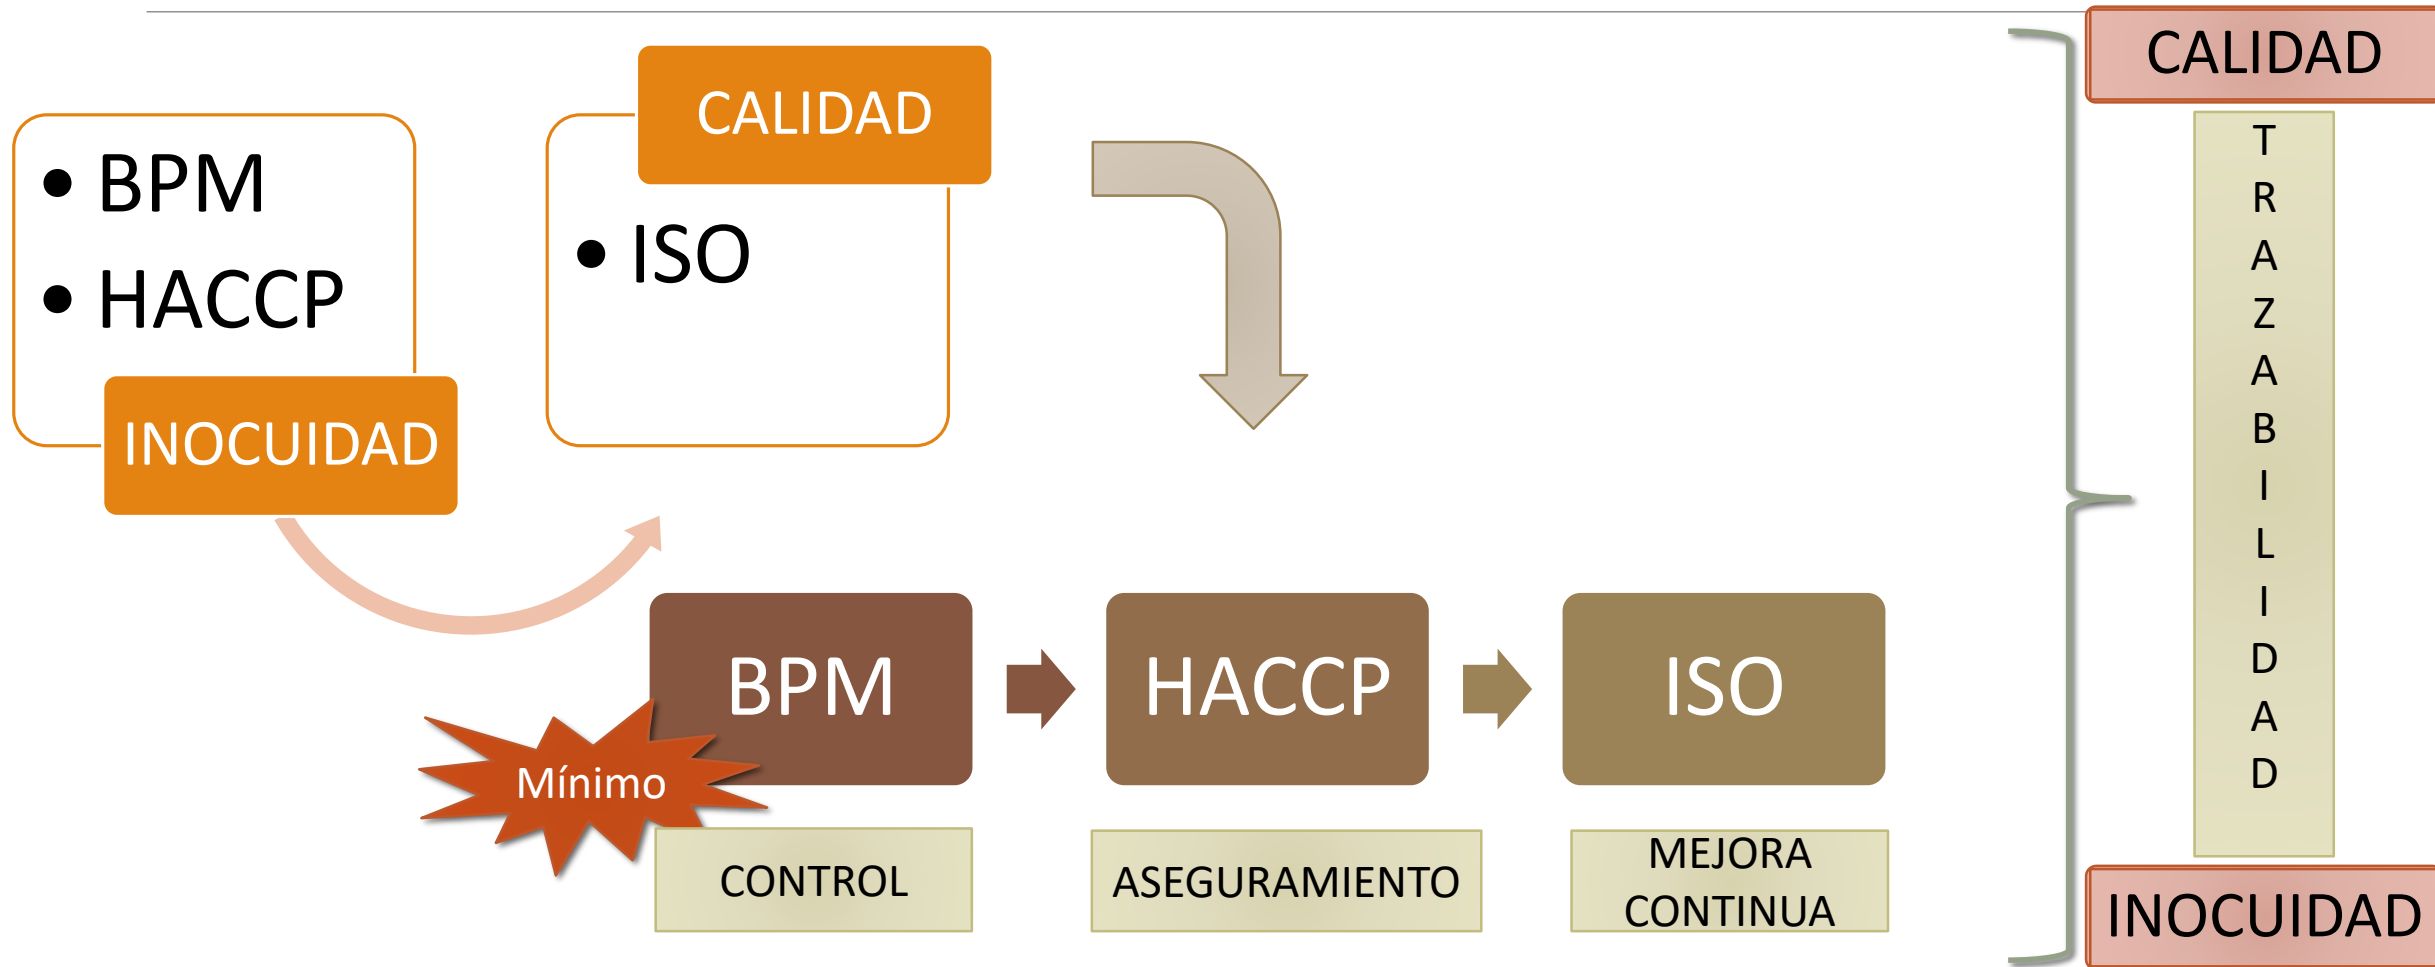 • BPM
• HACCP
INOCUIDAD
CALIDAD
• ISO
BPM
HACCP
ISO
Mínimo
CONTROL
ASEGURAMIENTO
MEJORA
CONTINUA
CALIDAD
T
R
A
Z
A
B
I
L
I
D
A
D
INOCUIDAD